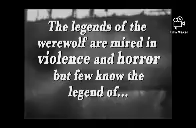 The legends of the
werewolf are mired in
violence and horror
but few know the
legend of...